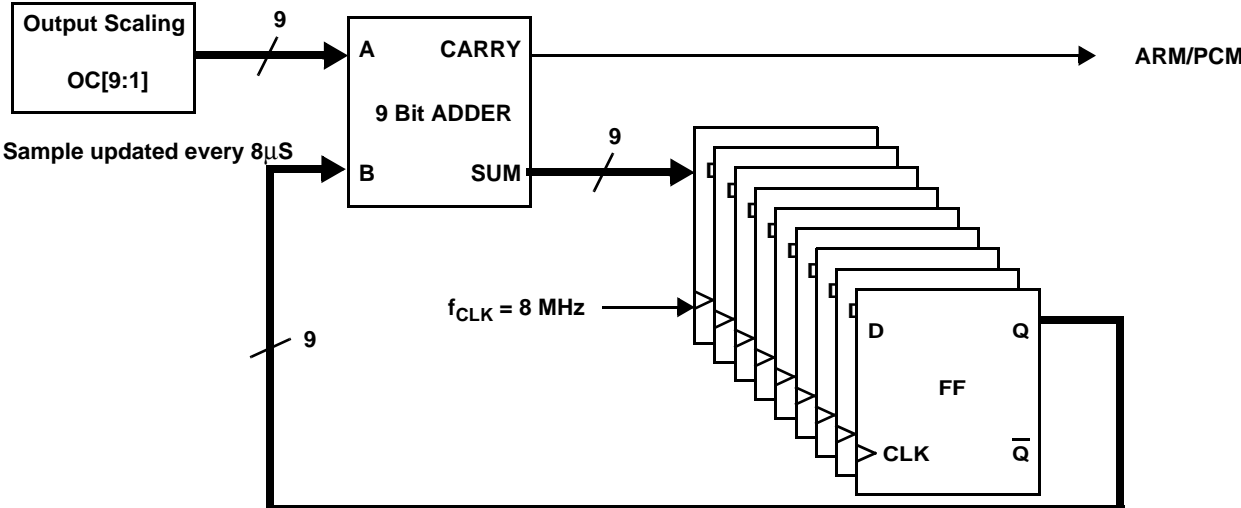 Output Scaling
OC[9:1]
9
A
CARRY
ARM/PCM
9 Bit ADDER
Sample updated every 8μS
B
SUM
9
D
D
D
D
D
D
D
D
fCLK = 8 MHz
9
D
Q
FF
CLK
Q̅